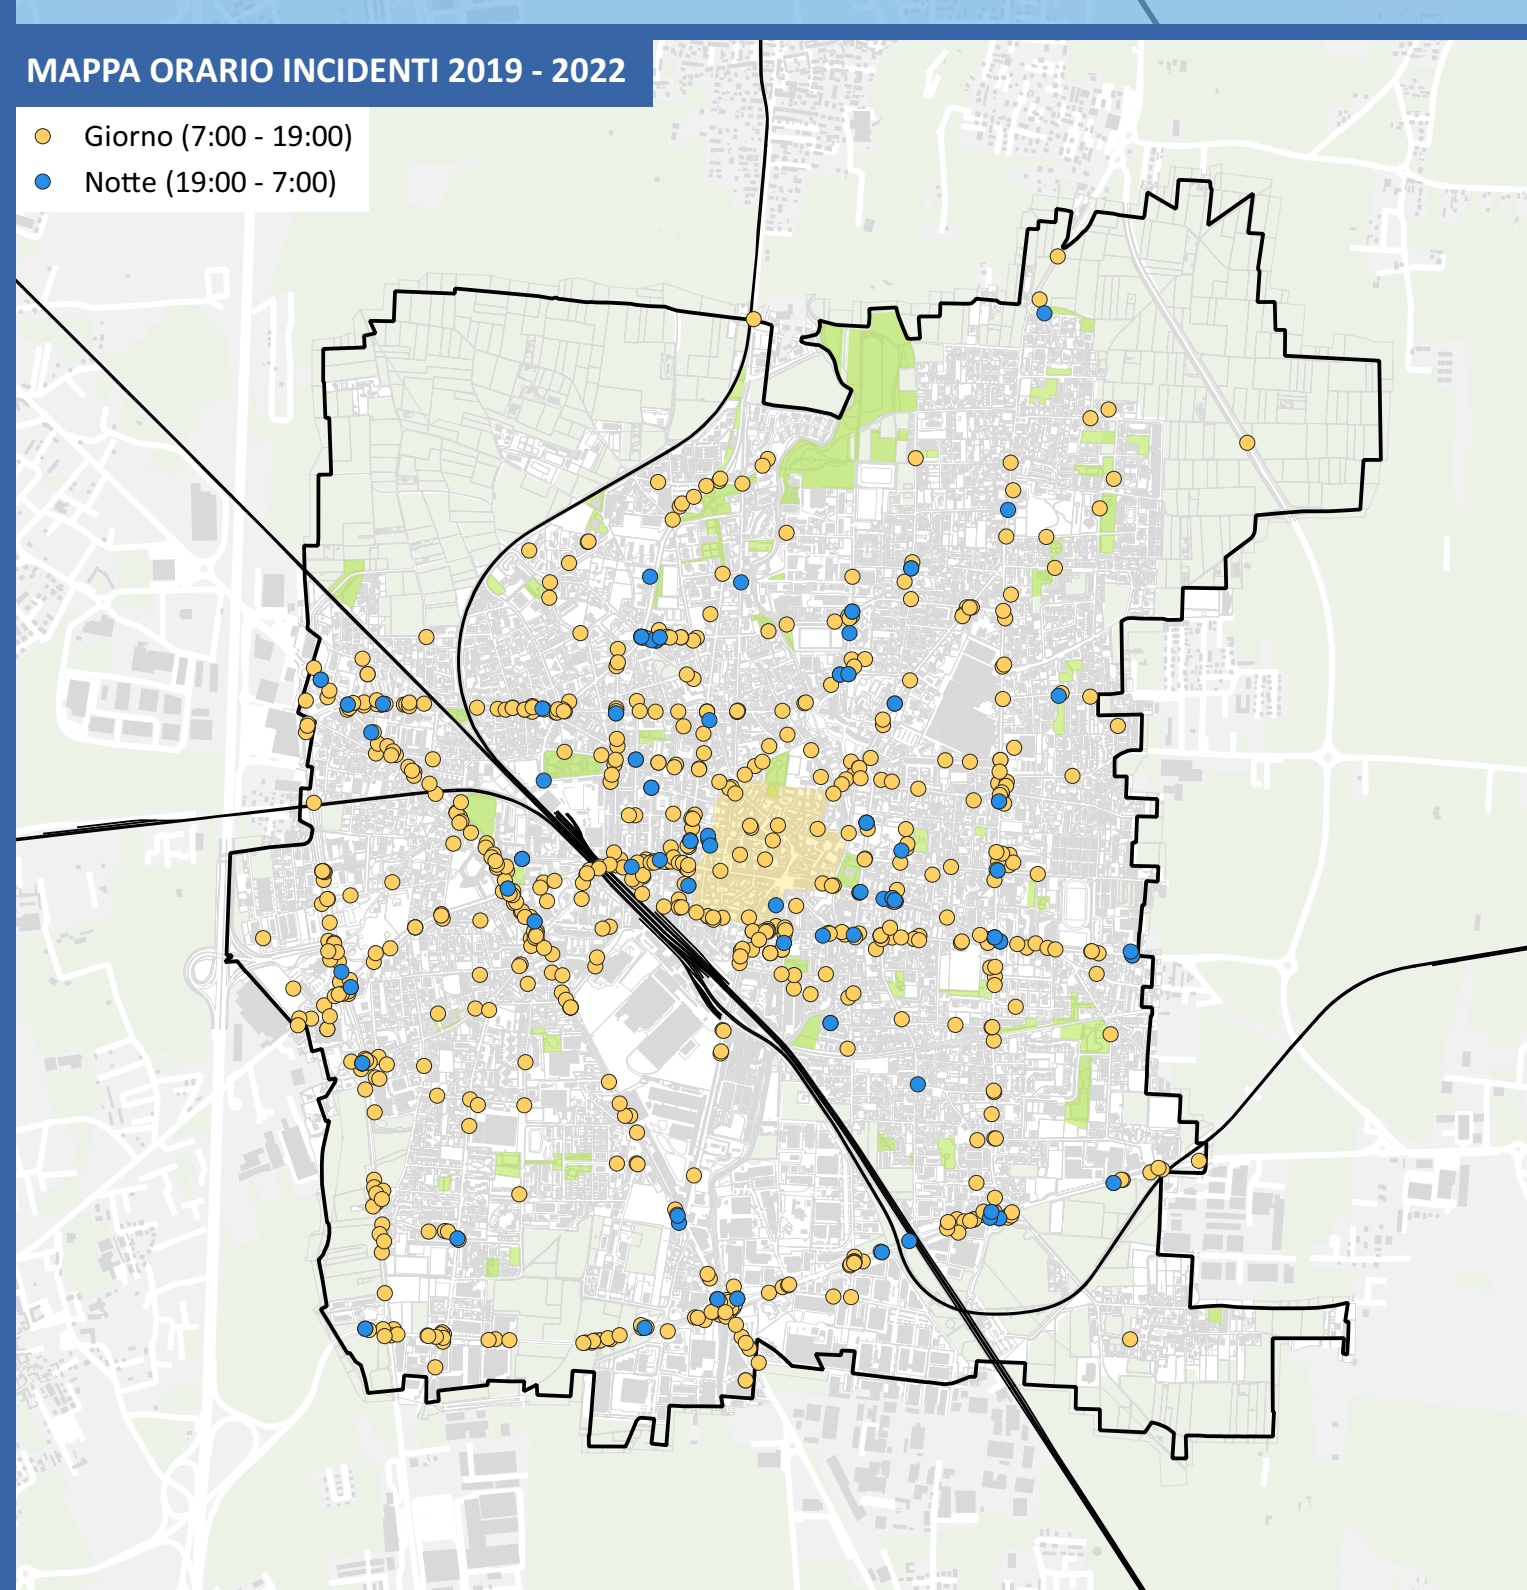 MAPPA ORARIO INCIDENTI 2019 - 2022
Giorno (7:00 - 19:00)
Notte (19:00 - 7:00)